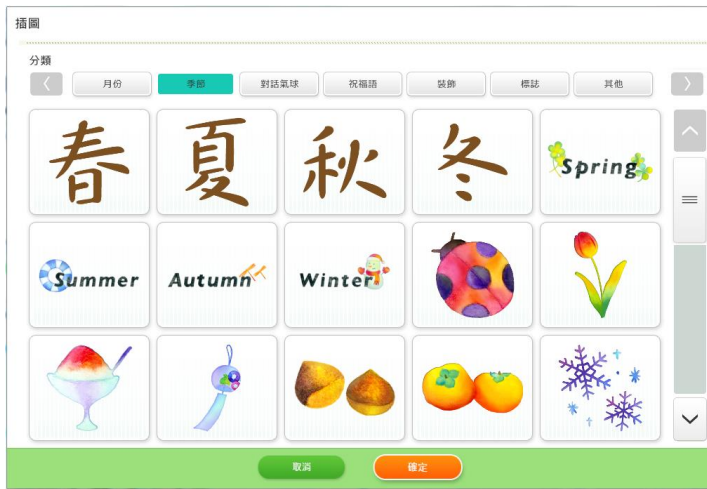 插圖
分類
月份 季節 對話氣球 祝福語 裝飾 標誌 其他
春 夏 秋 冬 Spring
Summer Autumn Winter
取消 確定